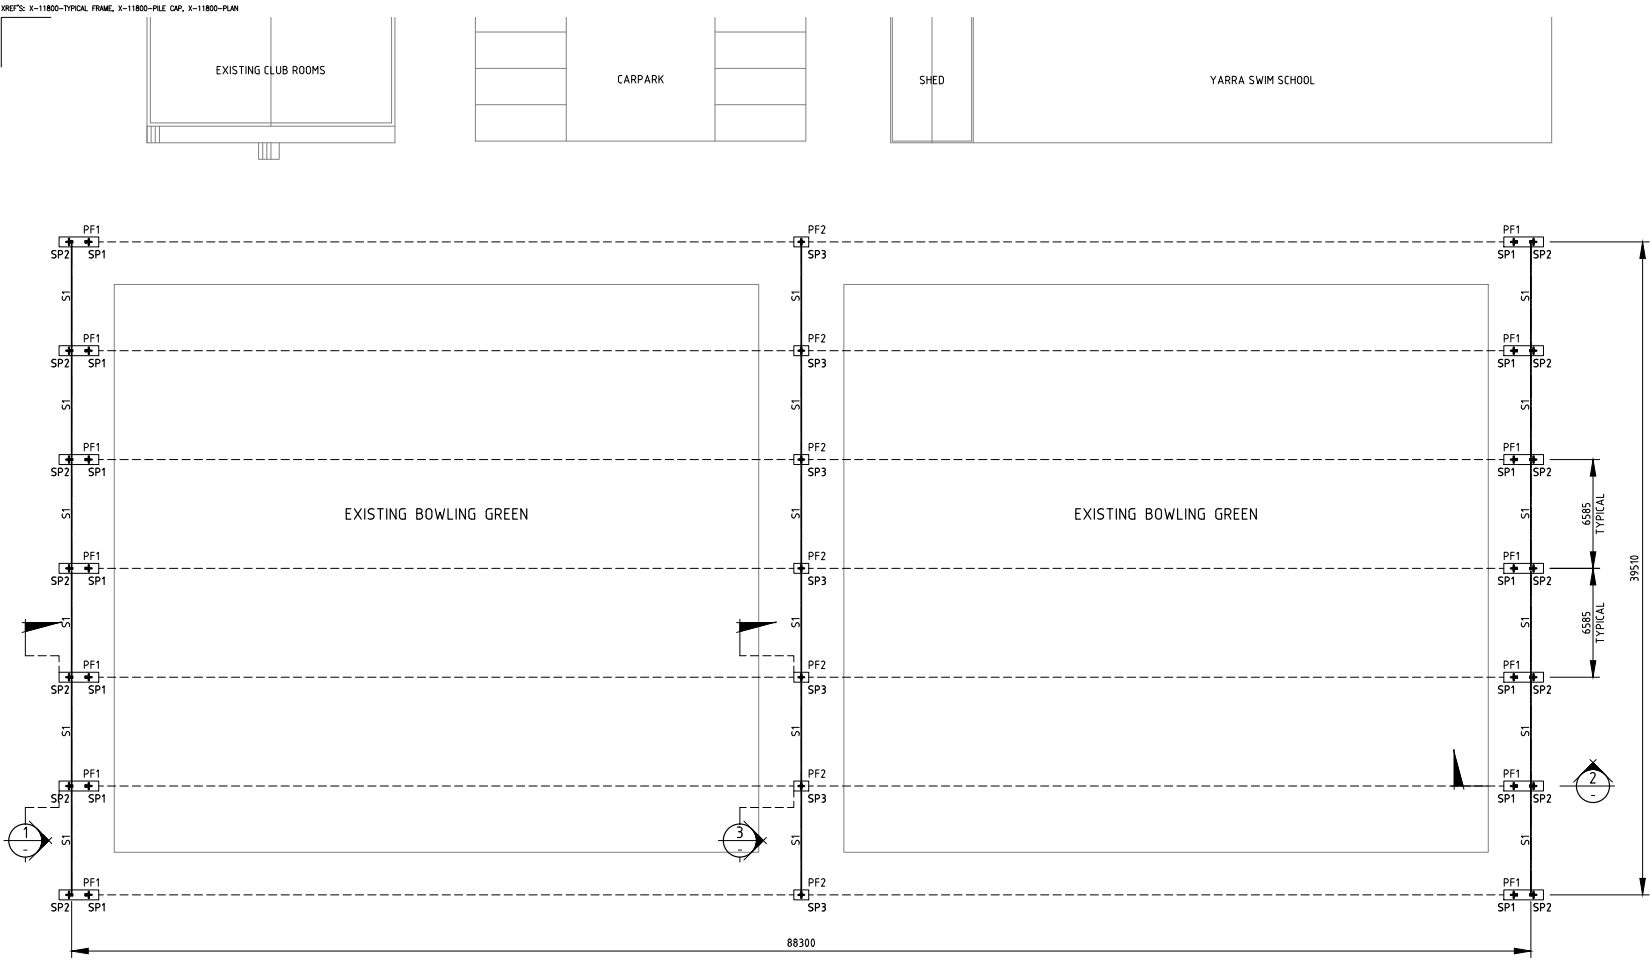 XREF'S: X-11800-TYPICAL FRAME, X-11800-PILE CAP, X-11800-PLAN
EXISTING CLUB ROOMS
CARPARK
SHED
YARRA SWIM SCHOOL
PF1
PF2
PF1
SP2
SP1
SP3
SP1
SP2
S1
S1
S1
PF1
PF2
PF1
SP2
SP1
SP3
SP1
SP2
S1
S1
S1
PF1
PF2
PF1
SP2
SP1
SP3
SP1
SP2
S1
EXISTING BOWLING GREEN
S1
EXISTING BOWLING GREEN
S1
6585
TYPICAL
PF1
PF2
PF1
39510
SP2
SP1
SP3
SP1
SP2
S1
S1
S1
6585
TYPICAL
PF1
PF2
PF1
SP2
SP1
SP3
SP1
SP2
S1
S1
S1
PF1
PF2
PF1
2
-
SP2
SP1
SP3
SP1
SP2
1
-
S1
3
-
S1
S1
PF1
PF2
PF1
SP2
SP1
SP3
SP1
SP2
88300